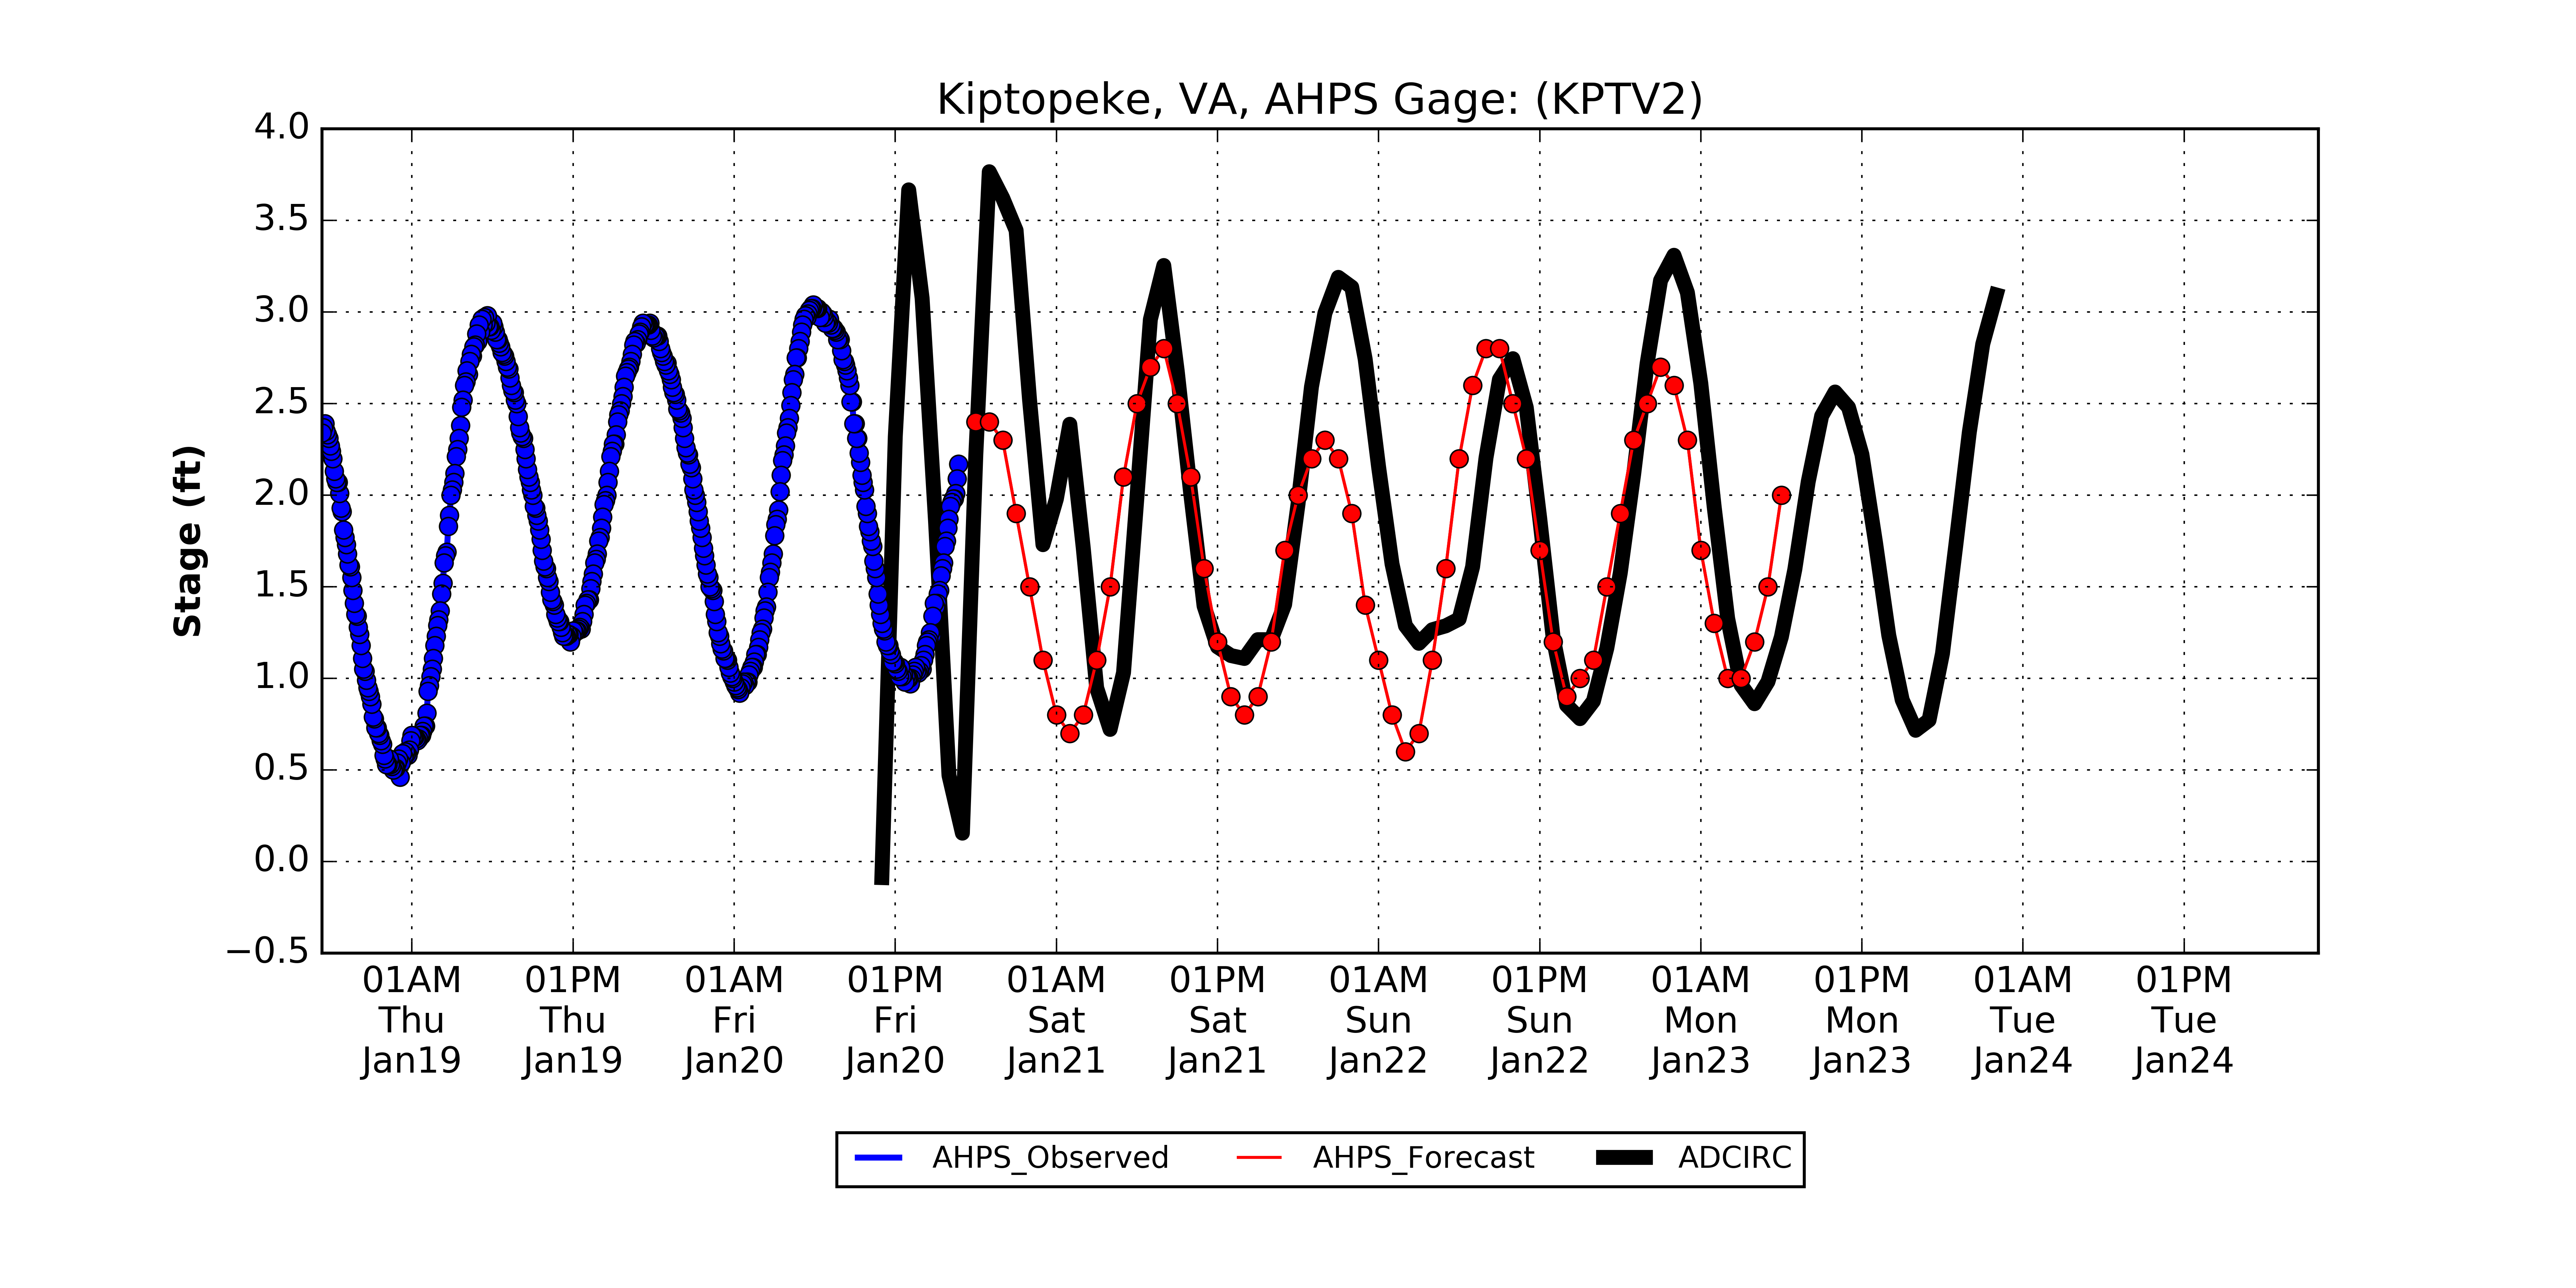 Kiptopeke, VA, AHPS Gage: (KPTV2)
4.0
3.5
3.0
2.5
2.0
1.5
1.0
0.5
0.0
−0.5
Stage (ft)
01AM 01PM 01AM 01PM 01AM 01PM 01AM 01PM 01AM 01PM 01AM 01PM
Thu Thu Fri Fri Sat Sat Sun Sun Mon Mon Tue Tue
Jan19 Jan19 Jan20 Jan20 Jan21 Jan21 Jan22 Jan22 Jan23 Jan23 Jan24 Jan24
AHPS_Observed AHPS_Forecast ADCIRC